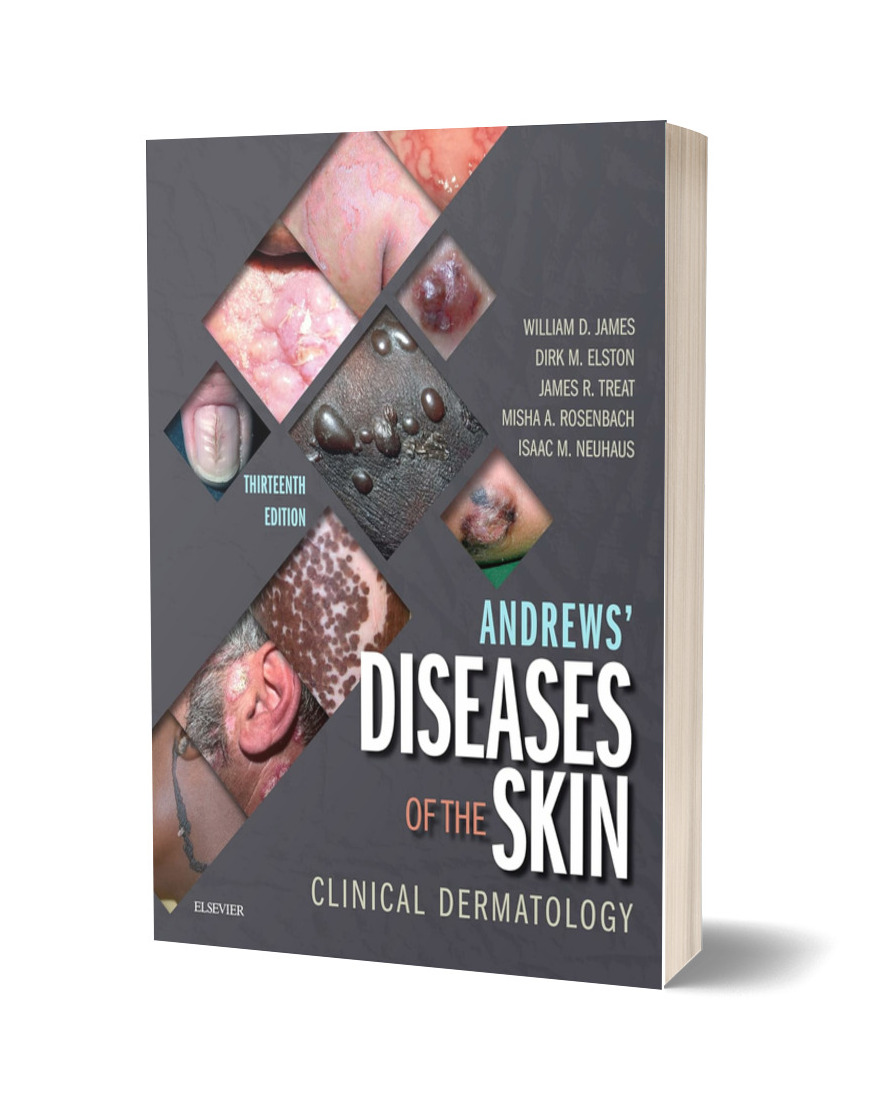 WILLIAM D. JAMES
DIRK M. ELSTON
JAMES R. TREAT
MISHA A. ROSENBACH
ISAAC M. NEUHAUS
THIRTEENTH
EDITION
ANDREWS’
DISEASES
OF THE SKIN
CLINICAL DERMATOLOGY
ELSEVIER